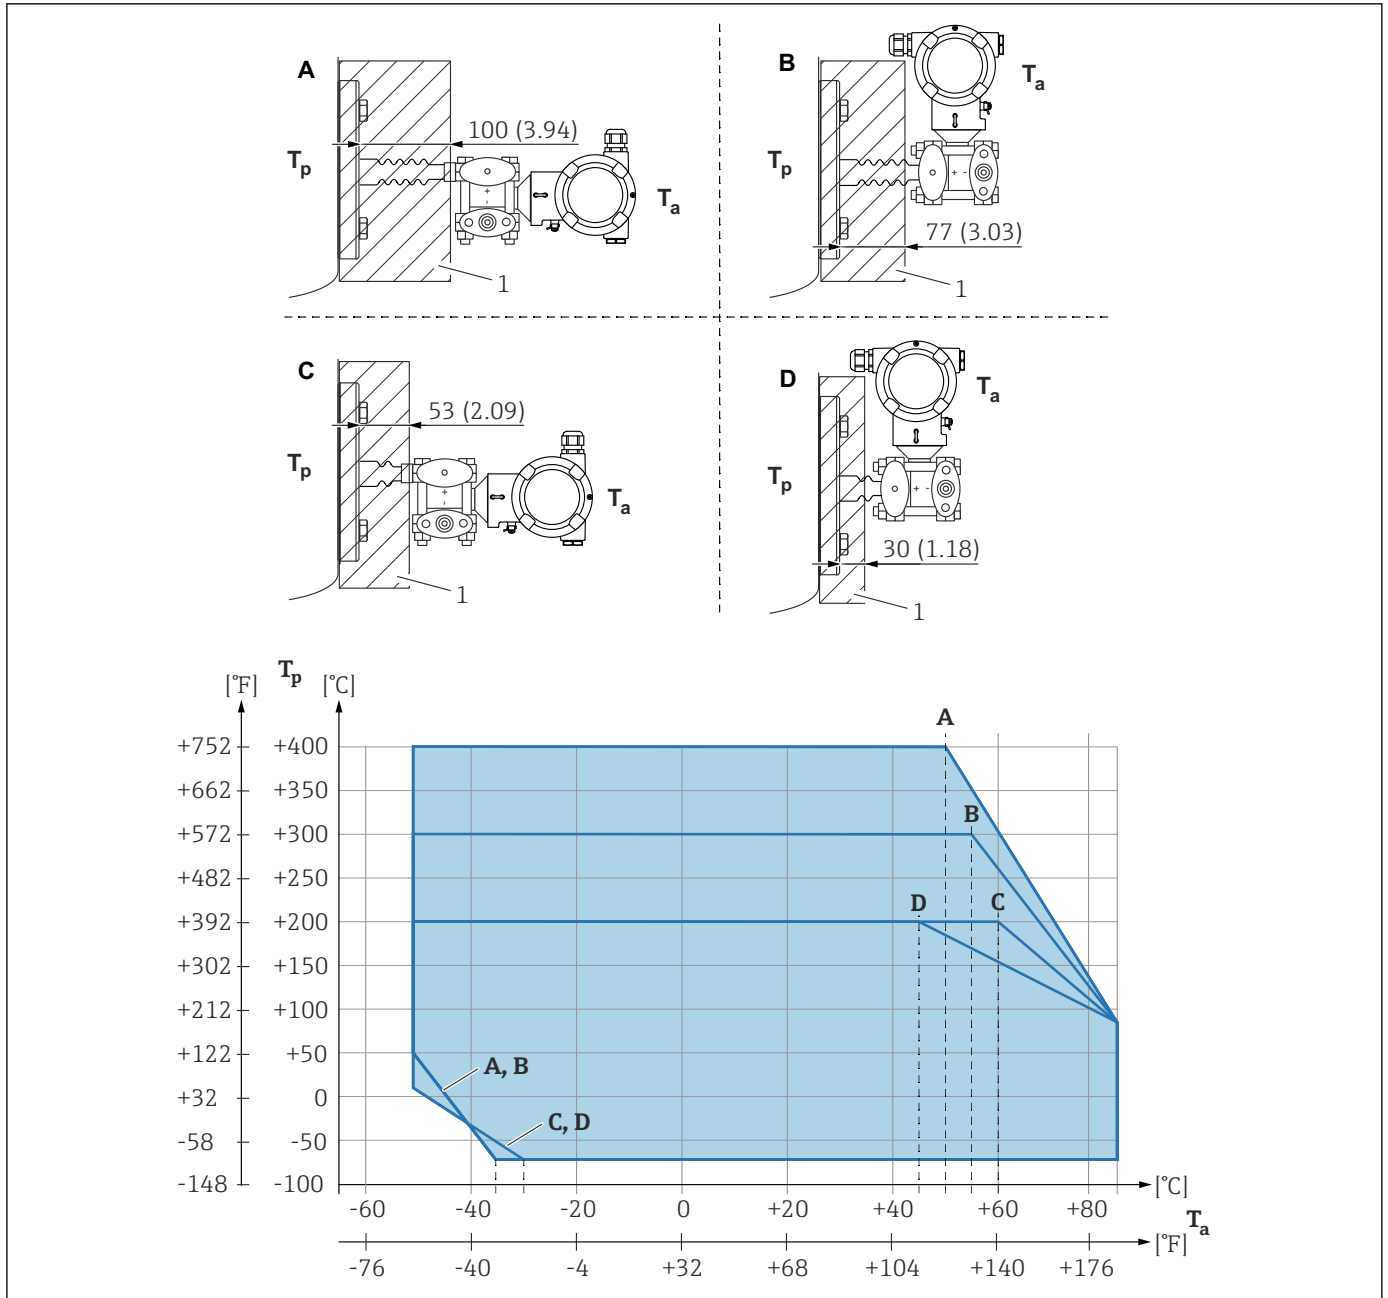 A
100 (3.94)
Tp
Ta
1
B
Ta
Tp
77 (3.03)
1
C
53 (2.09)
Tp
Ta
1
D
Ta
Tp
30 (1.18)
1
[°F] Tp [°C]
A
+752 +400
+662 +350
B
+572 +300
+482 +250
D C
+392 +200
+302 +150
+212 +100
+122 +50
A, B
+32 0
C, D
-58 -50
-148 -100
[°C]
-60 -40 -20 0 +20 +40 +60 +80
Ta
[°F]
-76 -40 -4 +32 +68 +104 +140 +176